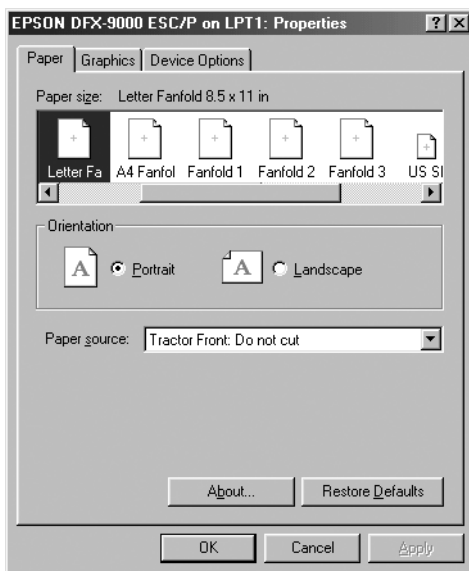 EPSON DFX-9000 ESC/P on LPT1: Properties ? X
Paper Graphics Device Options
Paper size: Letter Fanfold 8.5 x 11 in
Letter Fa A4 Fanfol Fanfold 1 Fanfold 2 Fanfold 3 US SI
Orientation
A Portrait A Landscape
Paper source: Tractor Front: Do not cut
About... Restore Defaults
OK Cancel Apply